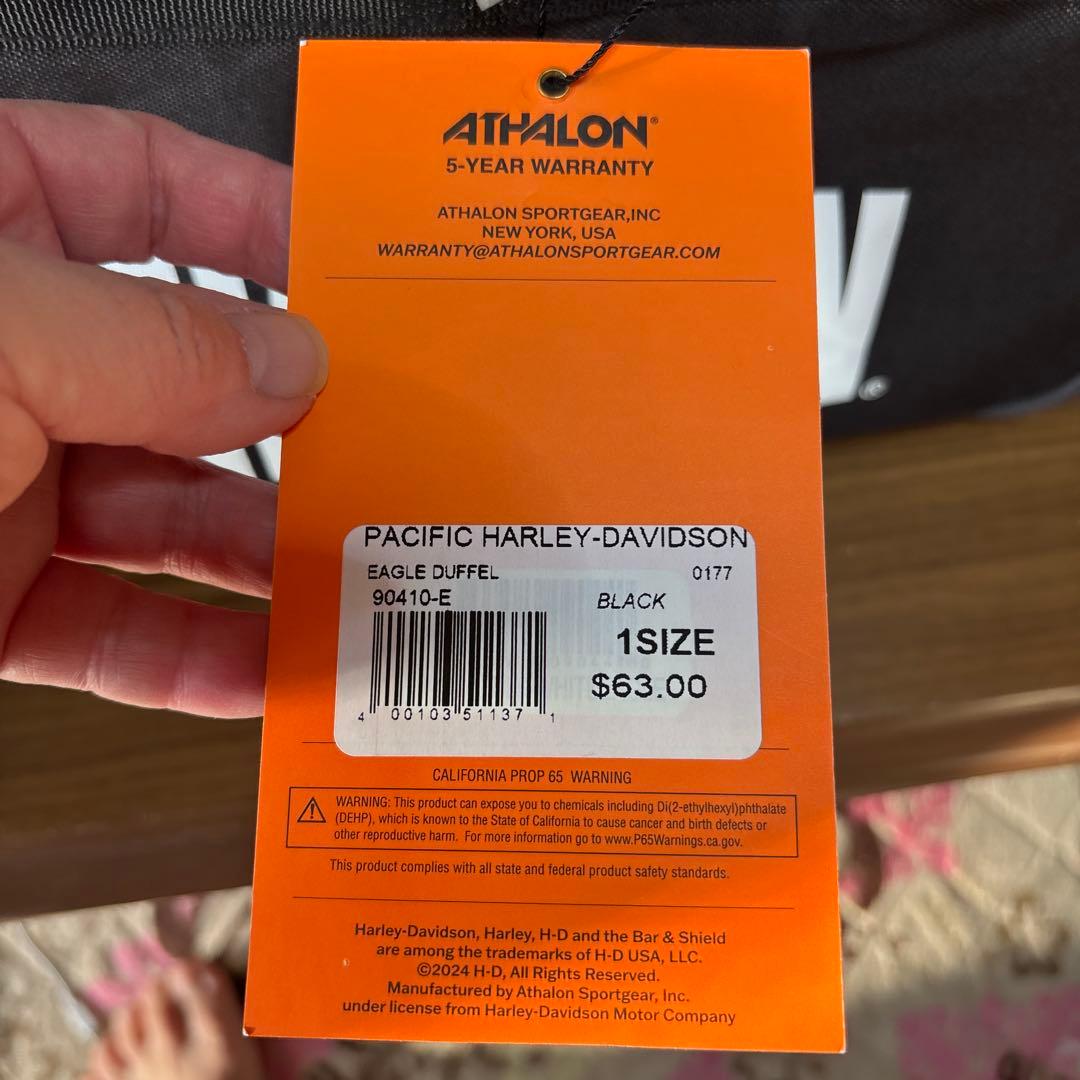 ATHALON®
5-YEAR WARRANTY
ATHALON SPORTGEAR,INC
NEW YORK, USA
WARRANTY@ATHALONSPORTGEAR.COM
PACIFIC HARLEY-DAVIDSON
EAGLE DUFFEL 0177
90410-E BLACK
1SIZE
$63.00
4 00103 51137 1
CALIFORNIA PROP 65 WARNING
WARNING: This product can expose you to chemicals including Di(2-ethylhexyl)phthalate
(DEHP), which is known to the State of California to cause cancer and birth defects or
other reproductive harm. For more information go to www.P65Warnings.ca.gov.
This product complies with all state and federal product safety standards.
Harley-Davidson, Harley, H-D and the Bar & Shield
are among the trademarks of H-D USA, LLC.
©2024 H-D, All Rights Reserved.
Manufactured by Athalon Sportgear, Inc.
under license from Harley-Davidson Motor Company